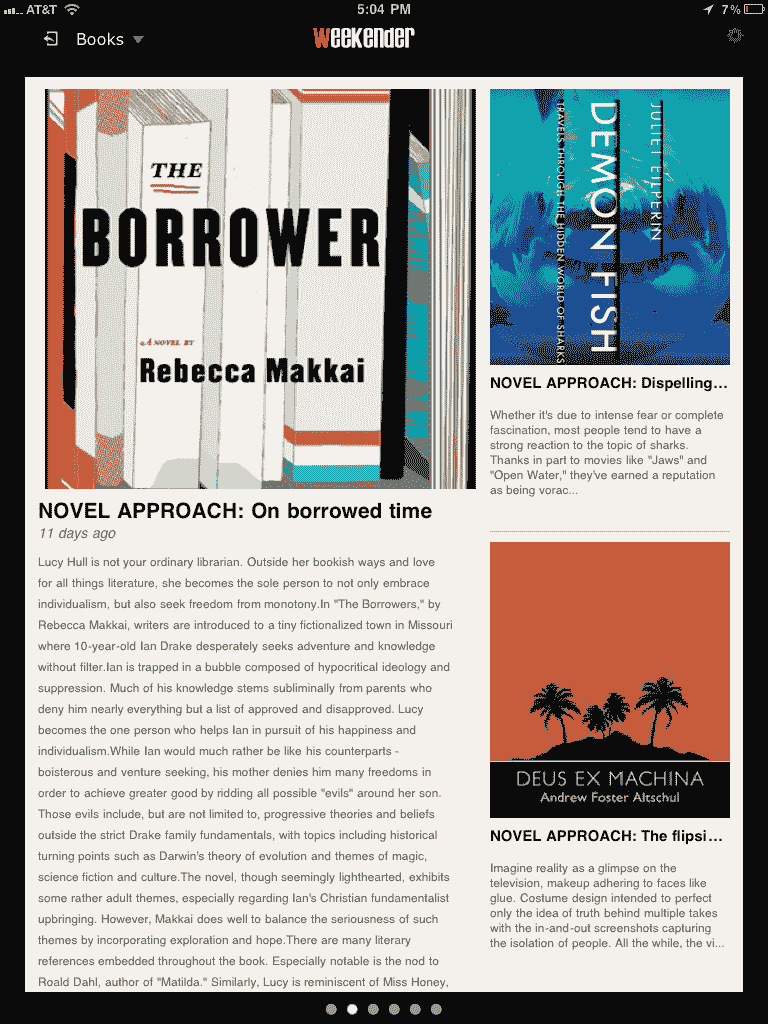 AT&T
5:04 PM
7%
Books
weekender
THE
BORROWER
A NOVEL BY
Rebecca Makkai
NOVEL APPROACH: On borrowed time
11 days ago
Lucy Hull is not your ordinary librarian. Outside her bookish ways and love
for all things literature, she becomes the sole person to not only embrace
individualism, but also seek freedom from monotony.In "The Borrowers," by
Rebecca Makkai, writers are introduced to a tiny fictionalized town in Missouri
where 10-year-old Ian Drake desperately seeks adventure and knowledge
without filter.Ian is trapped in a bubble composed of hypocritical ideology and
suppression. Much of his knowledge stems subliminally from parents who
deny him nearly everything but a list of approved and disapproved. Lucy
becomes the one person who helps Ian in pursuit of his happiness and
individualism.While Ian would much rather be like his counterparts -
boisterous and venture seeking, his mother denies him many freedoms in
order to achieve greater good by ridding all possible "evils" around her son.
Those evils include, but are not limited to, progressive theories and beliefs
outside the strict Drake family fundamentals, with topics including historical
turning points such as Darwin's theory of evolution and themes of magic,
science fiction and culture.The novel, though seemingly lighthearted, exhibits
some rather adult themes, especially regarding Ian's Christian fundamentalist
upbringing. However, Makkai does well to balance the seriousness of such
themes by incorporating exploration and hope.There are many literary
references embedded throughout the book. Especially notable is the nod to
Roald Dahl, author of "Matilda." Similarly, Lucy is reminiscent of Miss Honey,
JULIET EILPERIN
DEMON FISH
TRAVELS THROUGH THE HIDDEN WORLD OF SHARKS
NOVEL APPROACH: Dispelling...
Whether it's due to intense fear or complete
fascination, most people tend to have a
strong reaction to the topic of sharks.
Thanks in part to movies like "Jaws" and
"Open Water," they've earned a reputation
as being vorac...
DEUS EX MACHINA
Andrew Foster Altschul
NOVEL APPROACH: The flipsi...
Imagine reality as a glimpse on the
television, makeup adhering to faces like
glue. Costume design intended to perfect
only the idea of truth behind multiple takes
with the in-and-out screenshots capturing
the isolation of people. All the while, the vi...